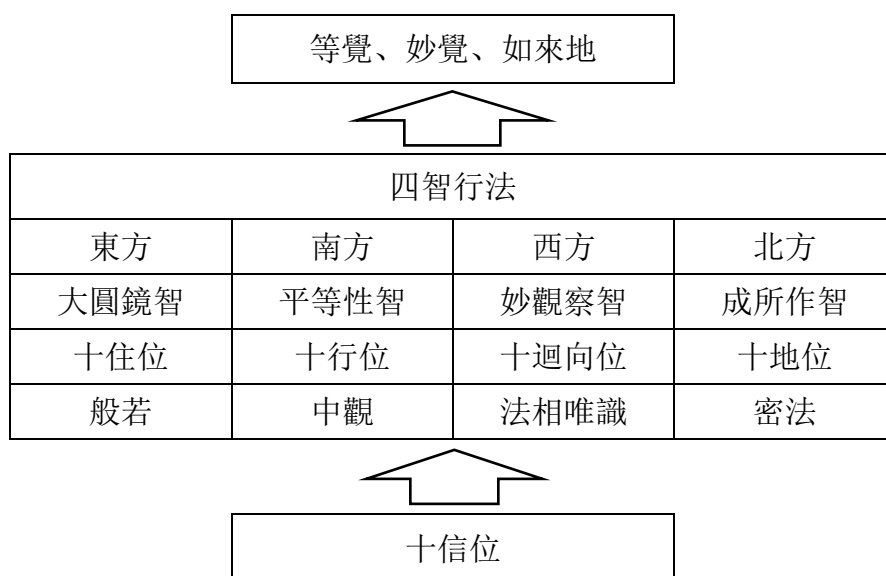 等覺、妙覺、如來地
四智行法
東方 南方 西方 北方
大圓鏡智 平等性智 妙觀察智 成所作智
十住位 十行位 十迴向位 十地位
般若 中觀 法相唯識 密法
十信位